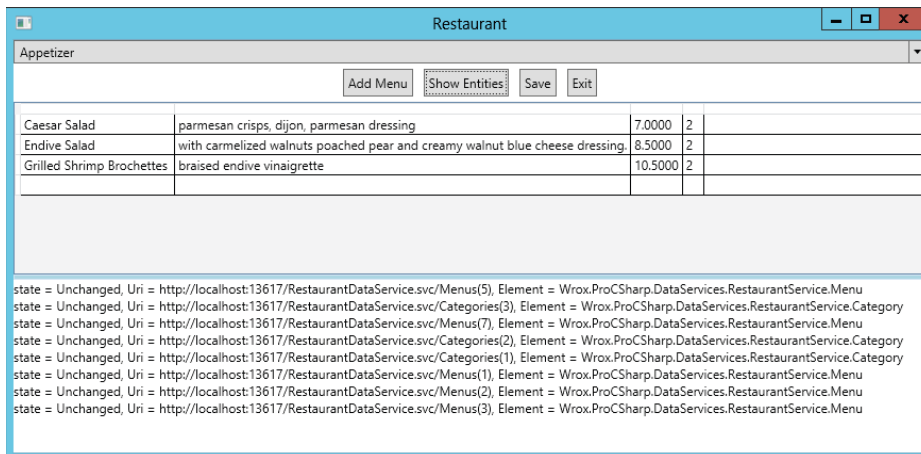 Restaurant
Appetizer
Add Menu Show Entities Save Exit
Caesar Salad parmesan crisps, dijon, parmesan dressing 7.0000 2
Endive Salad with carmelized walnuts poached pear and creamy walnut blue cheese dressing. 8.5000 2
Grilled Shrimp Brochettes braised endive vinaigrette 10.5000 2
state = Unchanged, Uri = http://localhost:13617/RestaurantDataService.svc/Menus(5), Element = Wrox.ProCSharp.DataServices.RestaurantService.Menu
state = Unchanged, Uri = http://localhost:13617/RestaurantDataService.svc/Categories(3), Element = Wrox.ProCSharp.DataServices.RestaurantService.Category
state = Unchanged, Uri = http://localhost:13617/RestaurantDataService.svc/Menus(7), Element = Wrox.ProCSharp.DataServices.RestaurantService.Menu
state = Unchanged, Uri = http://localhost:13617/RestaurantDataService.svc/Categories(2), Element = Wrox.ProCSharp.DataServices.RestaurantService.Category
state = Unchanged, Uri = http://localhost:13617/RestaurantDataService.svc/Categories(1), Element = Wrox.ProCSharp.DataServices.RestaurantService.Category
state = Unchanged, Uri = http://localhost:13617/RestaurantDataService.svc/Menus(1), Element = Wrox.ProCSharp.DataServices.RestaurantService.Menu
state = Unchanged, Uri = http://localhost:13617/RestaurantDataService.svc/Menus(2), Element = Wrox.ProCSharp.DataServices.RestaurantService.Menu
state = Unchanged, Uri = http://localhost:13617/RestaurantDataService.svc/Menus(3), Element = Wrox.ProCSharp.DataServices.RestaurantService.Menu